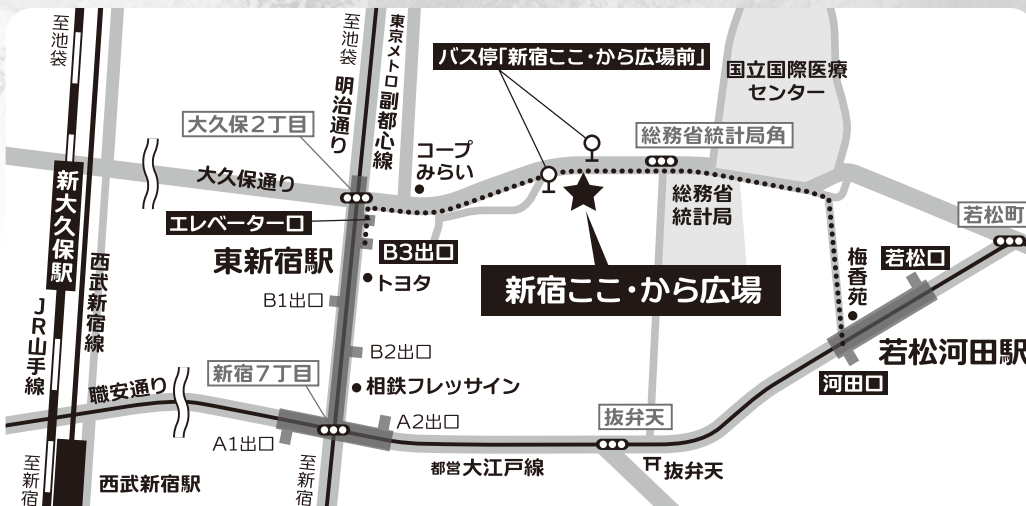 至池袋
至池袋
東京メトロ副都心線
明治通り
バス停「新宿ここ・から広場前」
国立国際医療
センター
大久保2丁目
総務省統計局角
コープ
みらい
大久保通り
総務省
統計局
新大久保駅
エレベーター口
若松町
東新宿駅
B3出口
西武新宿線
梅香苑
若松口
トヨタ
新宿ここ・から広場
B1出口
JR山手線
B2出口
若松河田駅
新宿7丁目
相鉄フレッサイン
河田口
職安通り
抜弁天
A1出口
A2出口
都営大江戸線
抜弁天
至新宿
西武新宿駅
至新宿